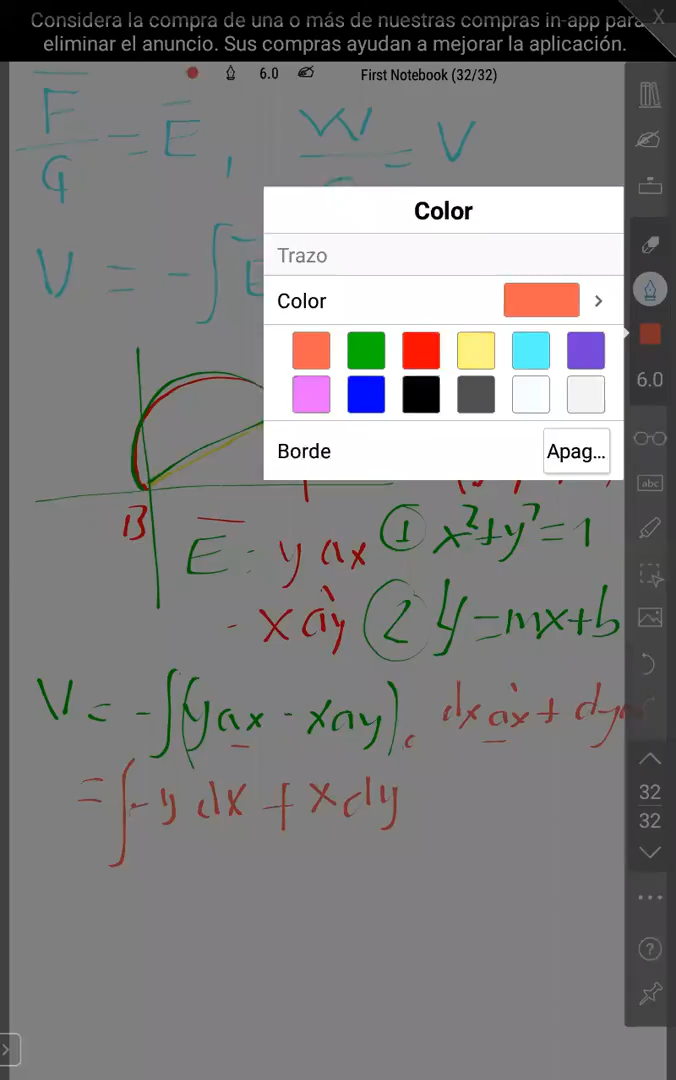 Considera la compra de una o más de nuestras compras in-app para
eliminar el anuncio. Sus compras ayudan a mejorar la aplicación.
X
6.0 First Notebook (32/32)
F/q = E, W = V
V = -∫ E
Color
Trazo
Color
Borde Apag...
6.0
abc
B
E = y ax ① x²+y² = 1
- x ay ② y = mx+b
V = -∫(y ax - x ay). dx ax + dy
= ∫ -y dx + x dy
32
32